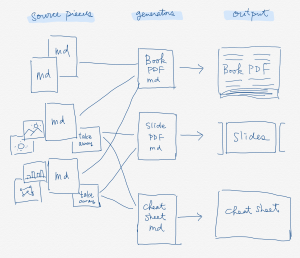 source pieces
generators
output
md
md
Book
PDF
md
Book PDF
md
take
away
Slide
PDF
md
Slides
md
take
away
Cheat
Sheet
md
Cheat Sheet